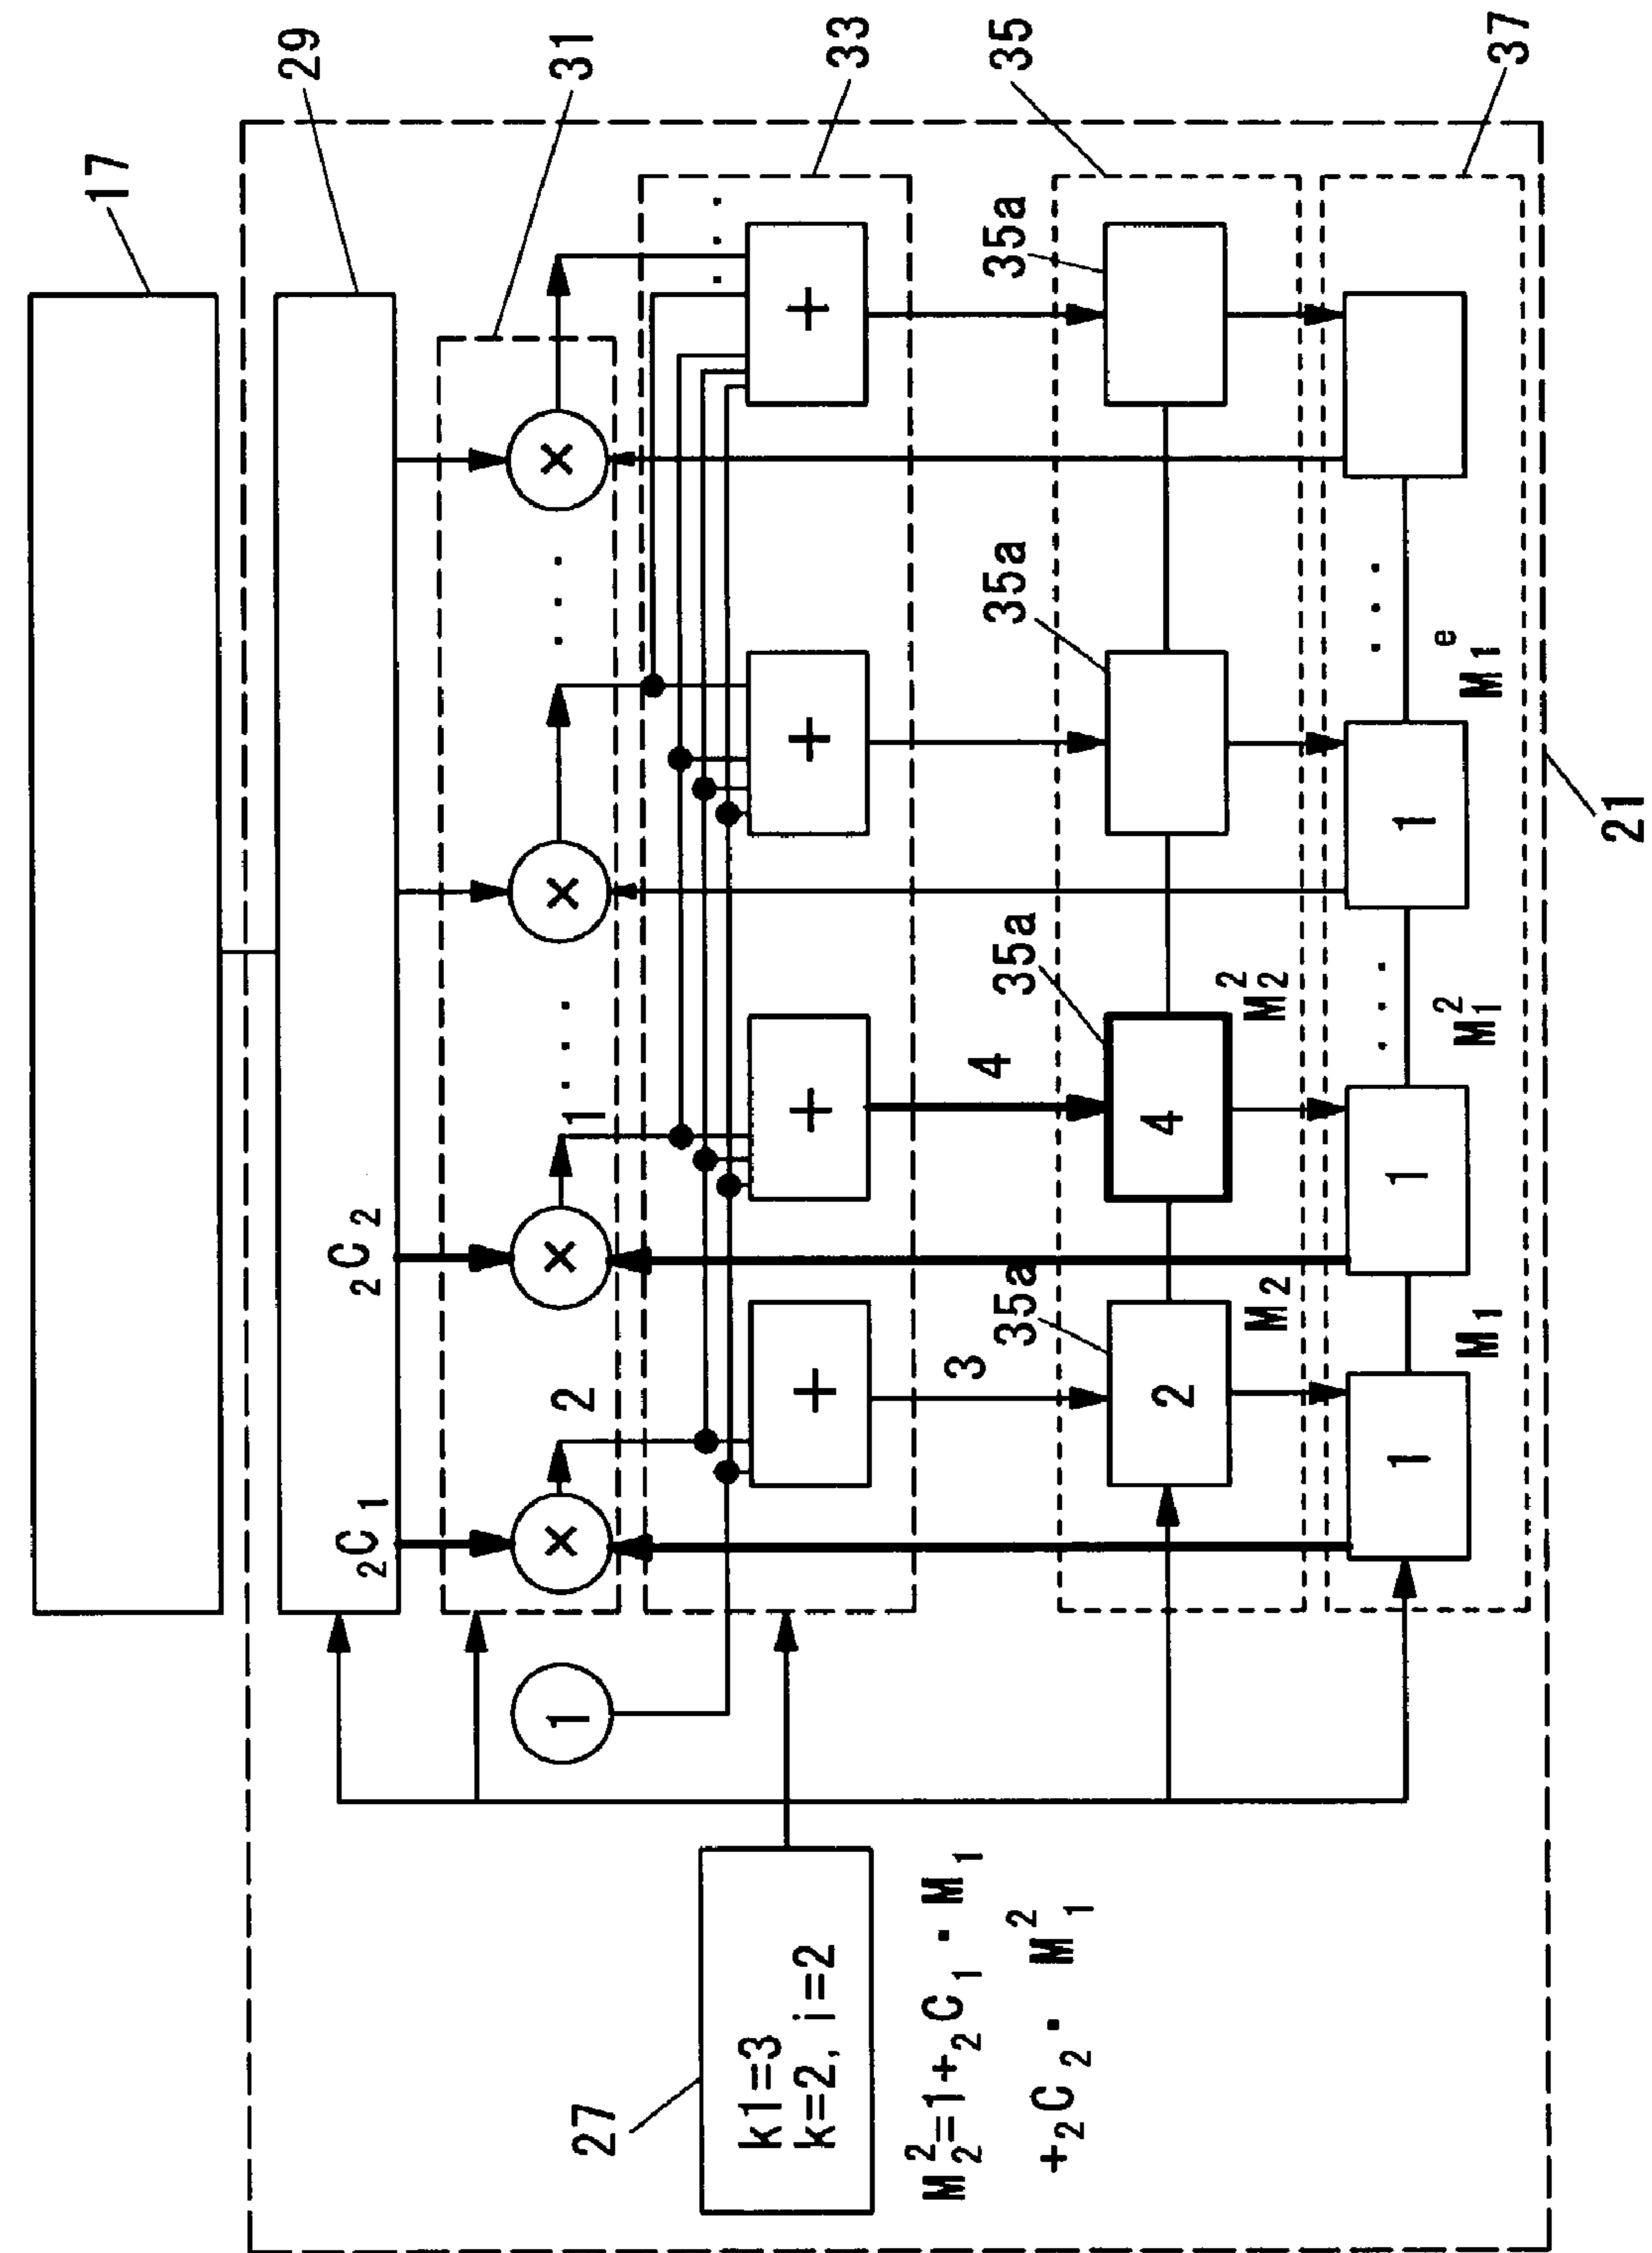 17
29
31
33
35
37
₂C₁
₂C₂
× × × ×
2
1
. . .
. . .
1
+ + + +
. . .
27
k1=3
k=2, i=2
3
4
35a
35a
35a
35a
2
4
M₂
M₂²
M₂²=1+₂C₁・M₁
+₂C₂・M₁²
1
1
1
. . .
. . .
M₁
M₁²
M₁ᵉ
21